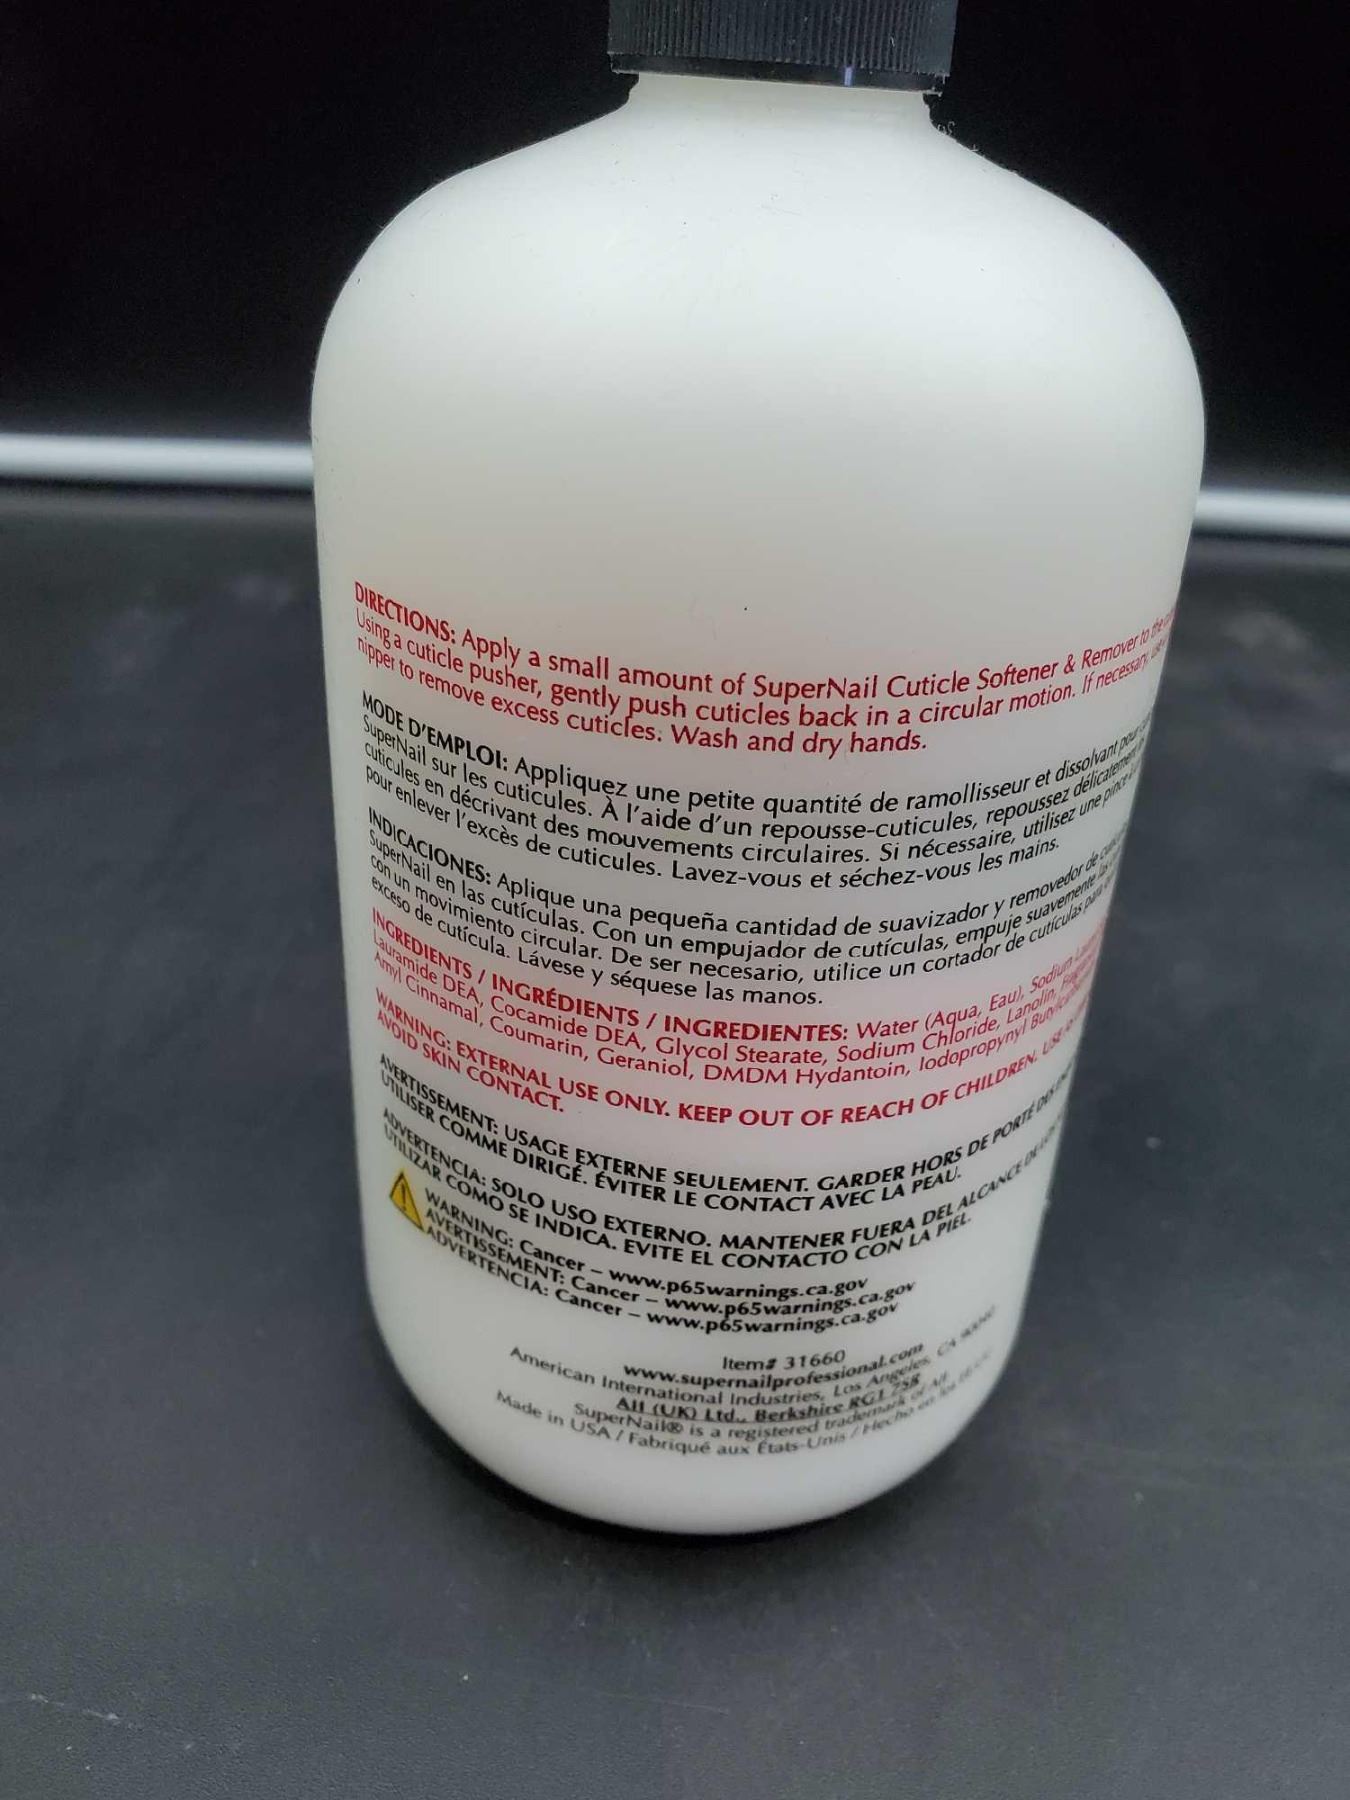 DIRECTIONS: Apply a small amount of SuperNail Cuticle Softener & Remover to the
Using a cuticle pusher, gently push cuticles back in a circular motion. If necessary, use
nipper to remove excess cuticles. Wash and dry hands.
MODE D'EMPLOI: Appliquez une petite quantité de ramollisseur et dissolvant pour
SuperNail sur les cuticules. À l'aide d'un repousse-cuticules, repoussez délicatement
cuticules en décrivant des mouvements circulaires. Si nécessaire, utilisez une pince à
pour enlever l'excès de cuticules. Lavez-vous et séchez-vous les mains.
INDICACIONES: Aplique una pequeña cantidad de suavizador y removedor de
SuperNail en las cutículas. Con un empujador de cutículas, empuje suavemente las
con un movimiento circular. De ser necesario, utilice un cortador de cutículas para
exceso de cutícula. Lávese y séquese las manos.
INGREDIENTS / INGRÉDIENTS / INGREDIENTES: Water (Aqua, Eau), Sodium
Lauramide DEA, Cocamide DEA, Glycol Stearate, Sodium Chloride, Lanolin,
Amyl Cinnamal, Coumarin, Geraniol, DMDM Hydantoin, Iodopropynyl
WARNING: EXTERNAL USE ONLY. KEEP OUT OF REACH OF CHILDREN. USE
AVOID SKIN CONTACT.
AVERTISSEMENT: USAGE EXTERNE SEULEMENT. GARDER HORS DE PORTÉ DES
UTILISER COMME DIRIGÉ. ÉVITER LE CONTACT AVEC LA PEAU.
ADVERTENCIA: SOLO USO EXTERNO. MANTENER FUERA DEL ALCANCE DE
UTILIZAR COMO SE INDICA. EVITE EL CONTACTO CON LA PIEL.
WARNING: Cancer – www.p65warnings.ca.gov
AVERTISSEMENT: Cancer – www.p65warnings.ca.gov
ADVERTENCIA: Cancer – www.p65warnings.ca.gov
Item# 31660
www.supernailprofessional.com
American International Industries, Los Angeles, CA 90040
AII (UK) Ltd., Berkshire RG1 7SR
SuperNail® is a registered trademark of AII
Made in USA / Fabriqué aux États-Unis / Hecho en los